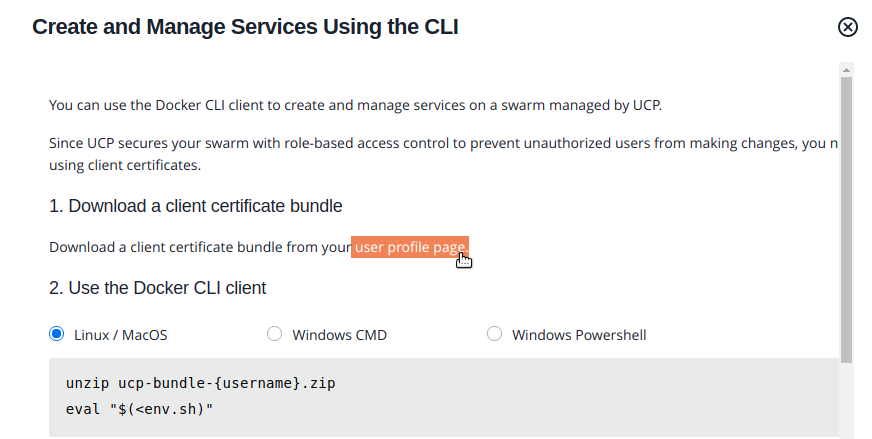 Create and Manage Services Using the CLI
You can use the Docker CLI client to create and manage services on a swarm managed by UCP.
Since UCP secures your swarm with role-based access control to prevent unauthorized users from making changes, you n
using client certificates.
1. Download a client certificate bundle
Download a client certificate bundle from your user profile page.
2. Use the Docker CLI client
Linux / MacOS Windows CMD Windows Powershell
unzip ucp-bundle-{username}.zip
eval "$(<env.sh)"